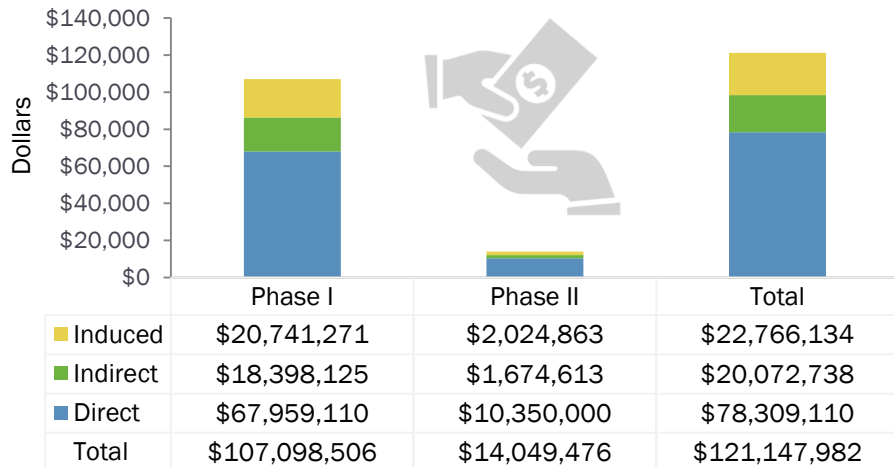 $140,000
$120,000
$100,000
$80,000
$60,000
$40,000
$20,000
$0
Dollars
$
Phase I Phase II Total
Induced $20,741,271 $2,024,863 $22,766,134
Indirect $18,398,125 $1,674,613 $20,072,738
Direct $67,959,110 $10,350,000 $78,309,110
Total $107,098,506 $14,049,476 $121,147,982